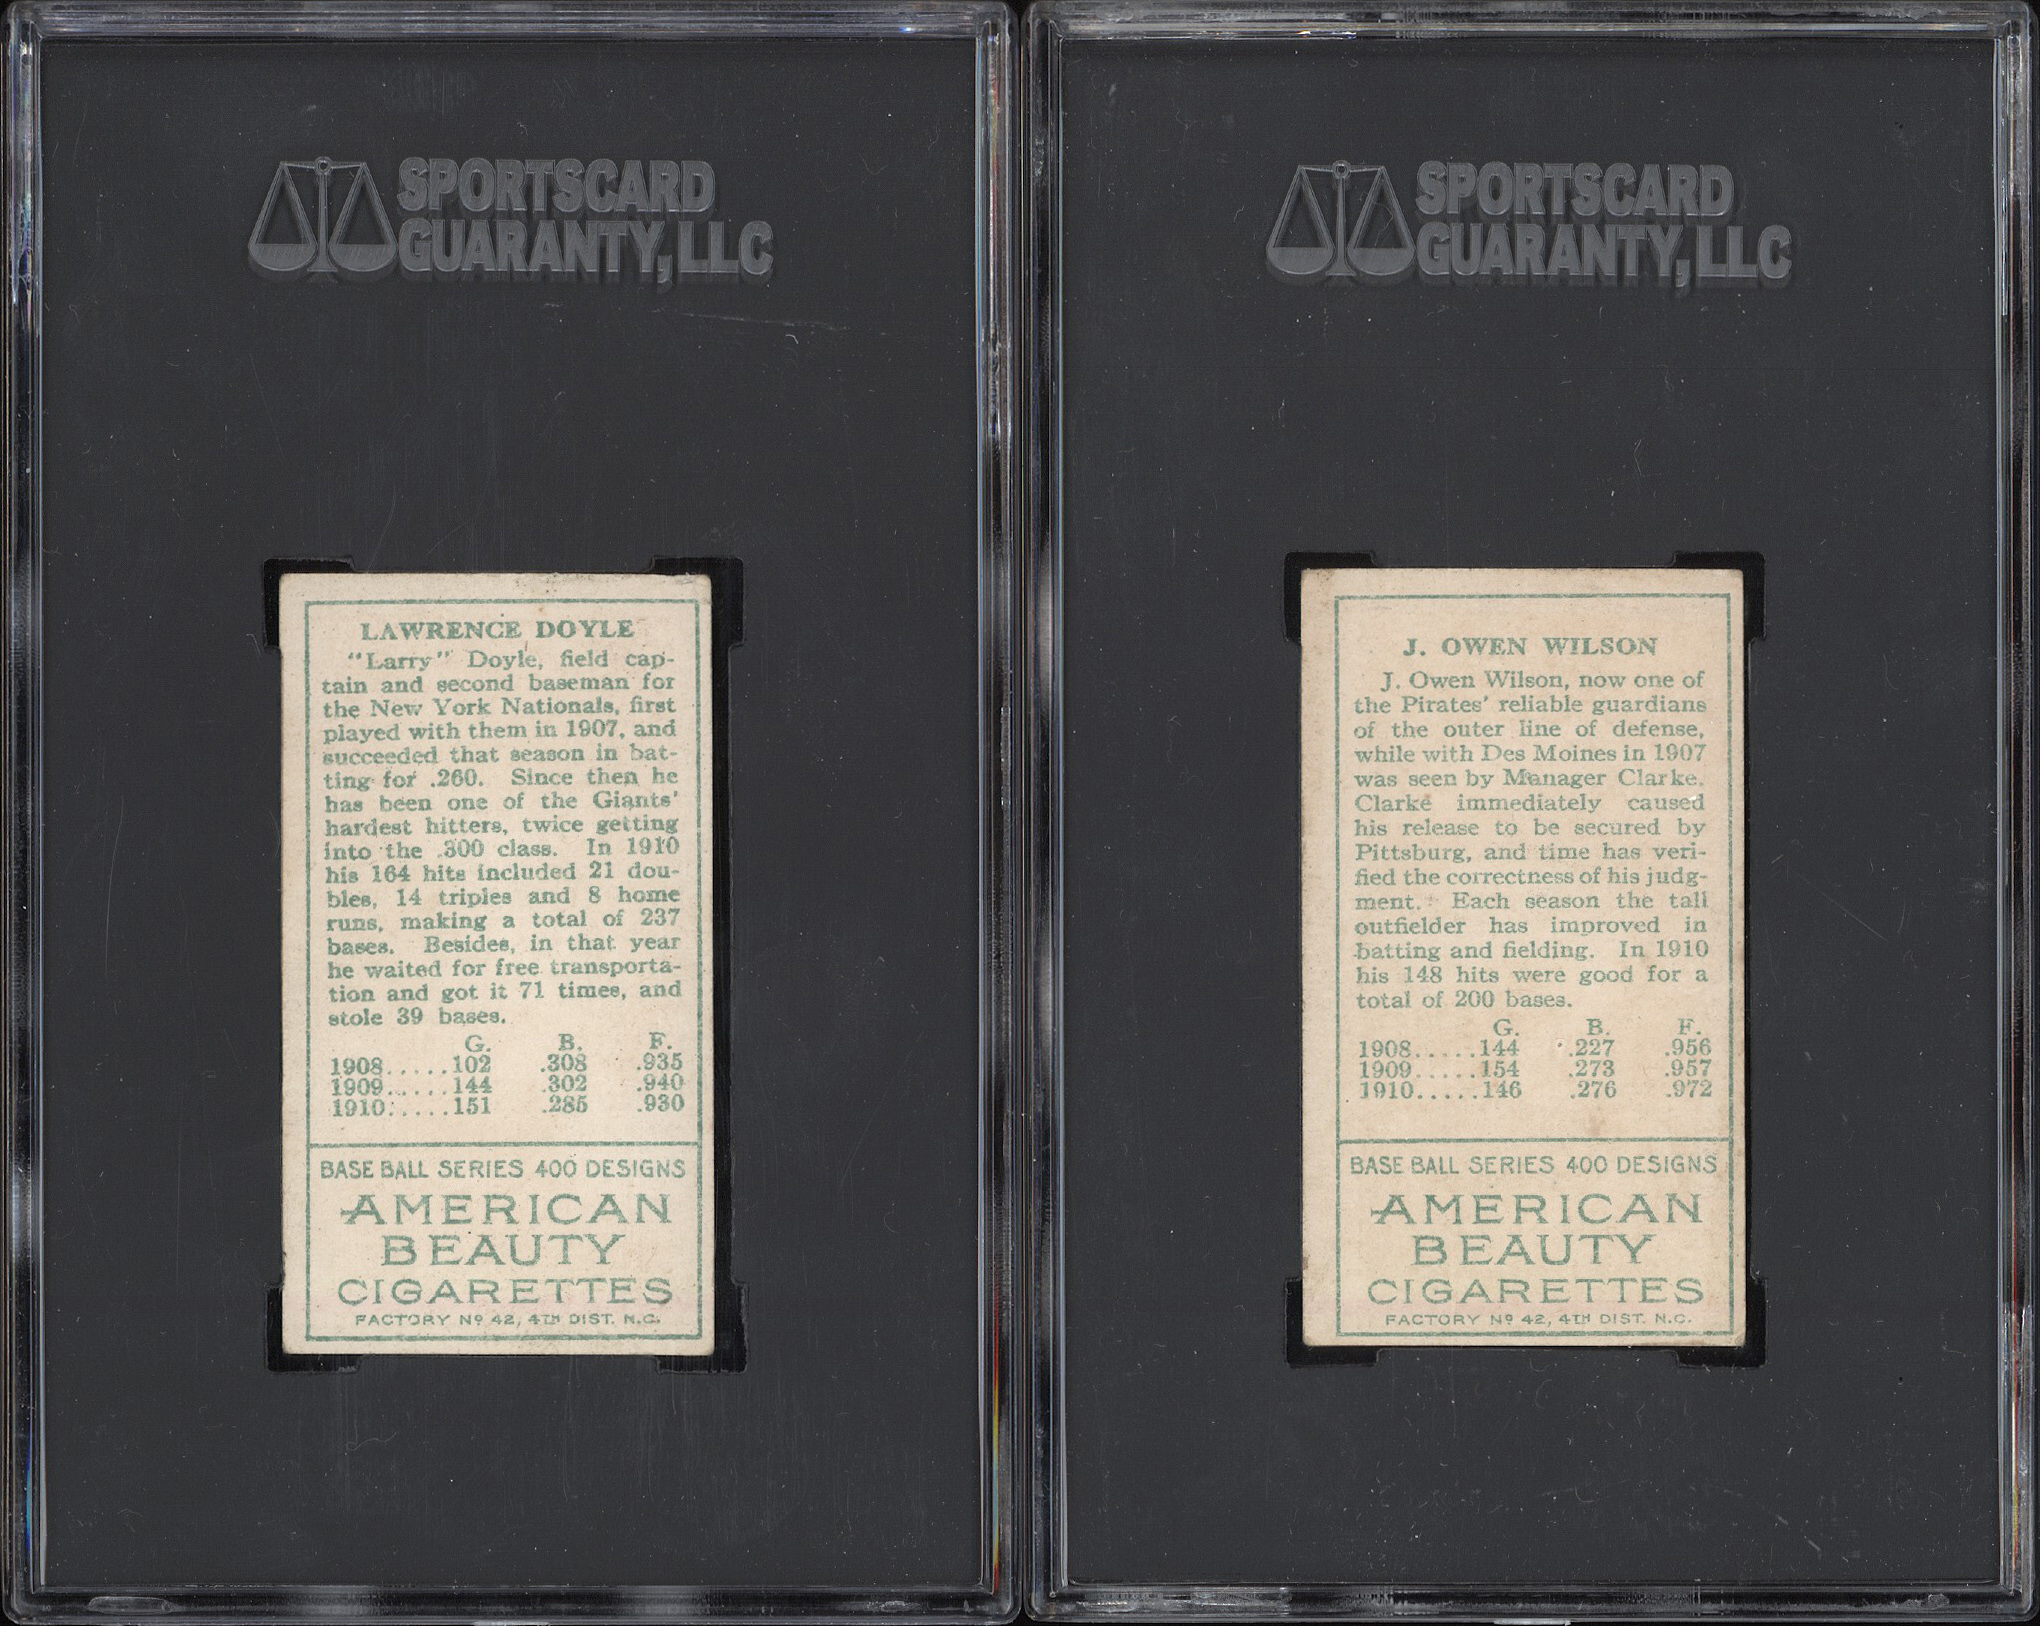 SPORTSCARD
GUARANTY, LLC
LAWRENCE DOYLE
"Larry" Doyle, field cap-
tain and second baseman for
the New York Nationals, first
played with them in 1907, and
succeeded that season in bat-
ting for .260. Since then he
has been one of the Giants'
hardest hitters, twice getting
into the .300 class. In 1910
his 164 hits included 21 dou-
bles, 14 triples and 8 home
runs, making a total of 237
bases. Besides, in that year
he waited for free transporta-
tion and got it 71 times, and
stole 39 bases.
G. B. F.
1908.....102 .308 .935
1909.....144 .302 .940
1910.....151 .285 .930
BASE BALL SERIES 400 DESIGNS
AMERICAN
BEAUTY
CIGARETTES
FACTORY Nº 42, 4TH DIST. N.C.
SPORTSCARD
GUARANTY, LLC
J. OWEN WILSON
J. Owen Wilson, now one of
the Pirates' reliable guardians
of the outer line of defense,
while with Des Moines in 1907
was seen by Manager Clarke.
Clarke immediately caused
his release to be secured by
Pittsburg, and time has veri-
fied the correctness of his judg-
ment. Each season the tall
outfielder has improved in
batting and fielding. In 1910
his 148 hits were good for a
total of 200 bases.
G. B. F.
1908.....144 .227 .956
1909.....154 .273 .957
1910.....146 .276 .972
BASE BALL SERIES 400 DESIGNS
AMERICAN
BEAUTY
CIGARETTES
FACTORY Nº 42, 4TH DIST. N.C.